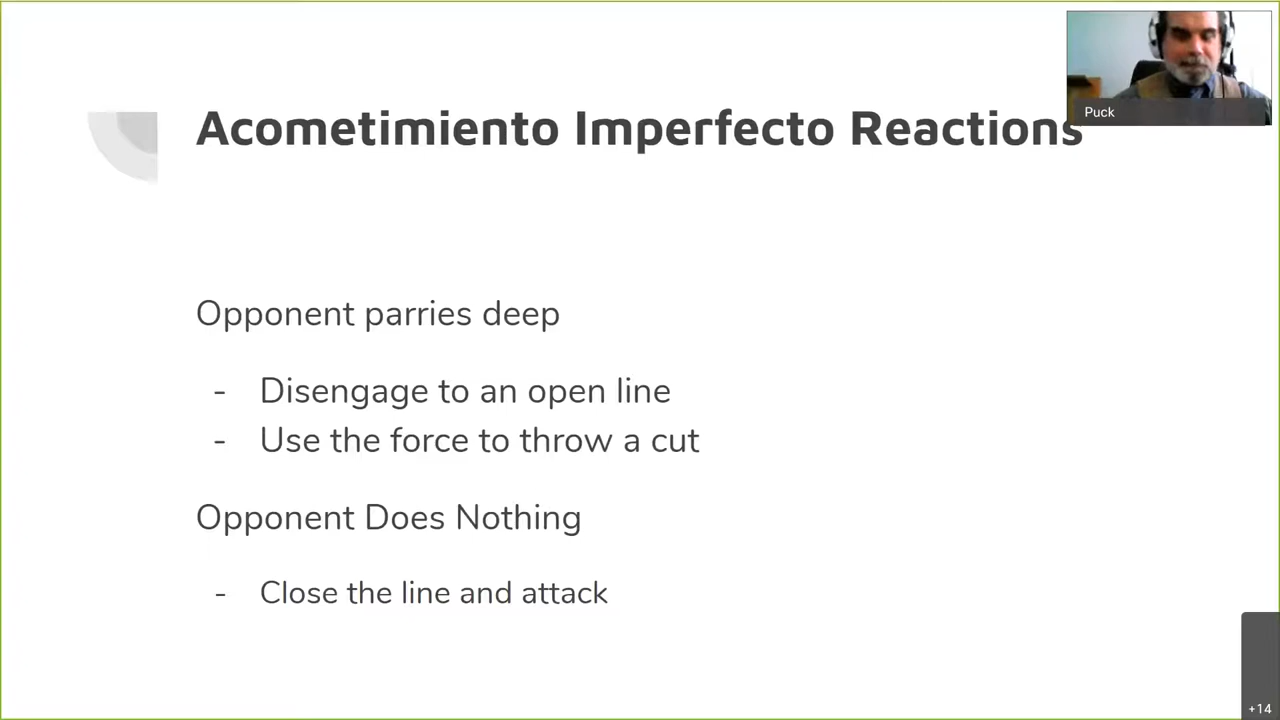 Acometimiento Imperfecto Reactions
Puck
Opponent parries deep
- Disengage to an open line
- Use the force to throw a cut
Opponent Does Nothing
- Close the line and attack
+14